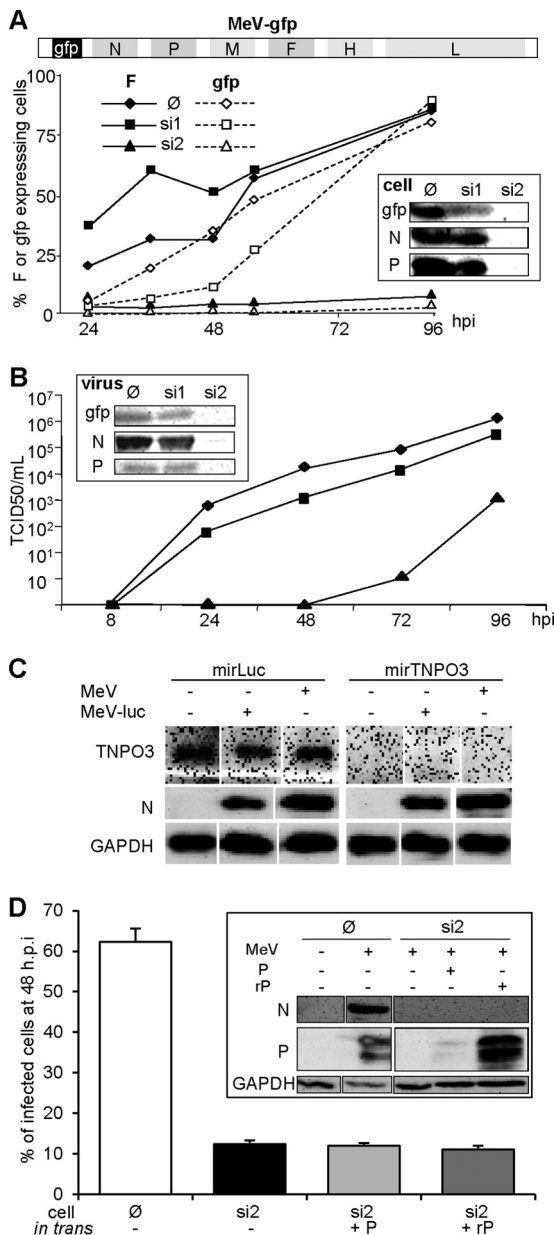 A
MeV-gfp
gfp N P M F H L
100
75
50
25
0
% F or gfp expresssing cells
F gfp
Ø
si1
si2
24 48 72 96 hpi
cell Ø si1 si2
gfp
N
P
B
virus Ø si1 si2
gfp
N
P
10⁷
10⁶
10⁵
10⁴
10³
10²
10¹
10
TCID50/mL
8 24 48 72 96 hpi
C
mirLuc mirTNPO3
MeV - - + - - +
MeV-luc - + - - + -
TNPO3
N
GAPDH
D
70
60
50
40
30
20
10
0
% of infected cells at 48 h.p.i
Ø si2
MeV - + + + +
P - - - + -
rP - - - - +
N
P
GAPDH
cell Ø si2 si2 si2
in trans - - + P + rP